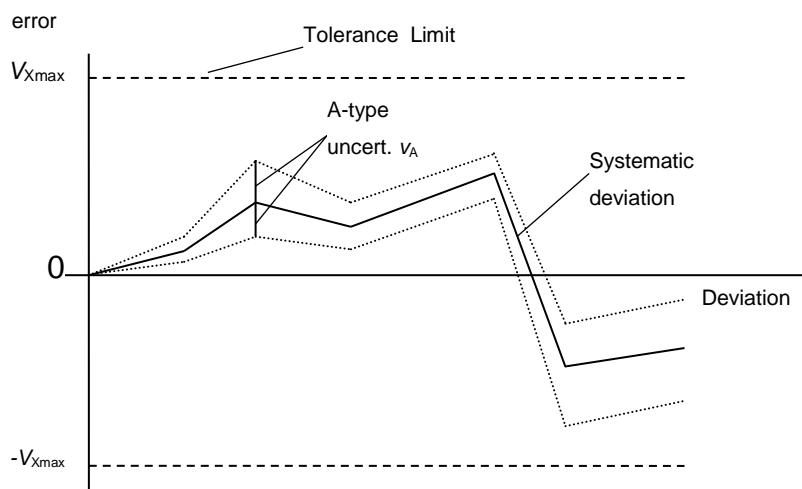 error
Tolerance Limit
VXmax
A-type
uncert. vA
Systematic
deviation
0
Deviation
-VXmax